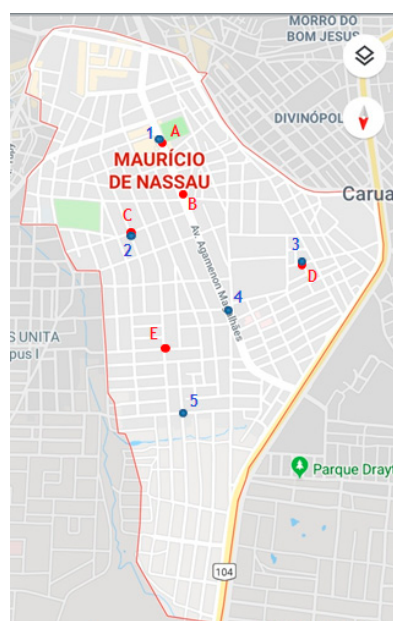 MORRO DO
BOM JESUS
DIVINÓPOL
1
A
MAURÍCIO
DE NASSAU
B
Carua
C
2
Av. Agamenon Magalhães
3
D
4
S UNITA
pus I
E
5
Parque Drayt
104